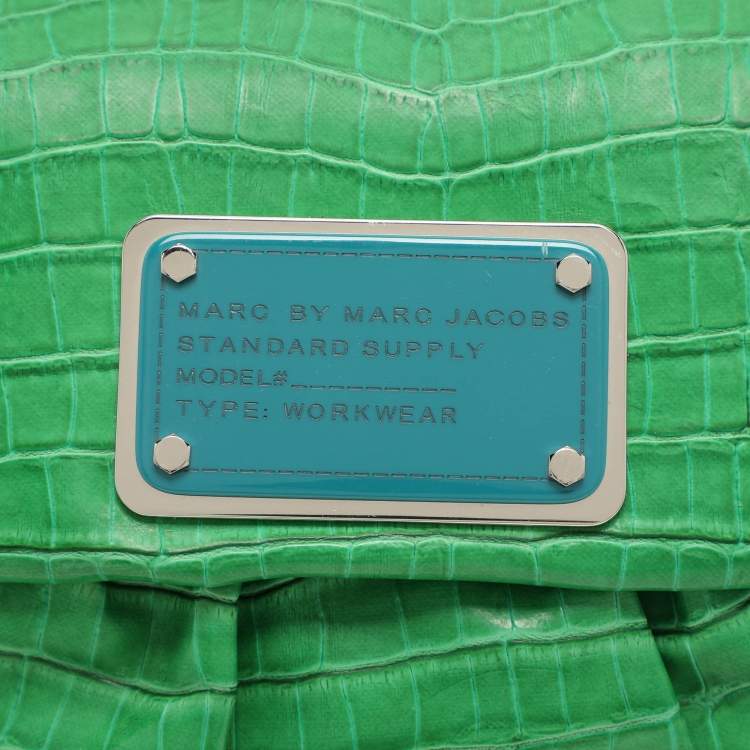 MARC BY MARC JACOBS
STANDARD SUPPLY
MODEL#__________
TYPE: WORKWEAR